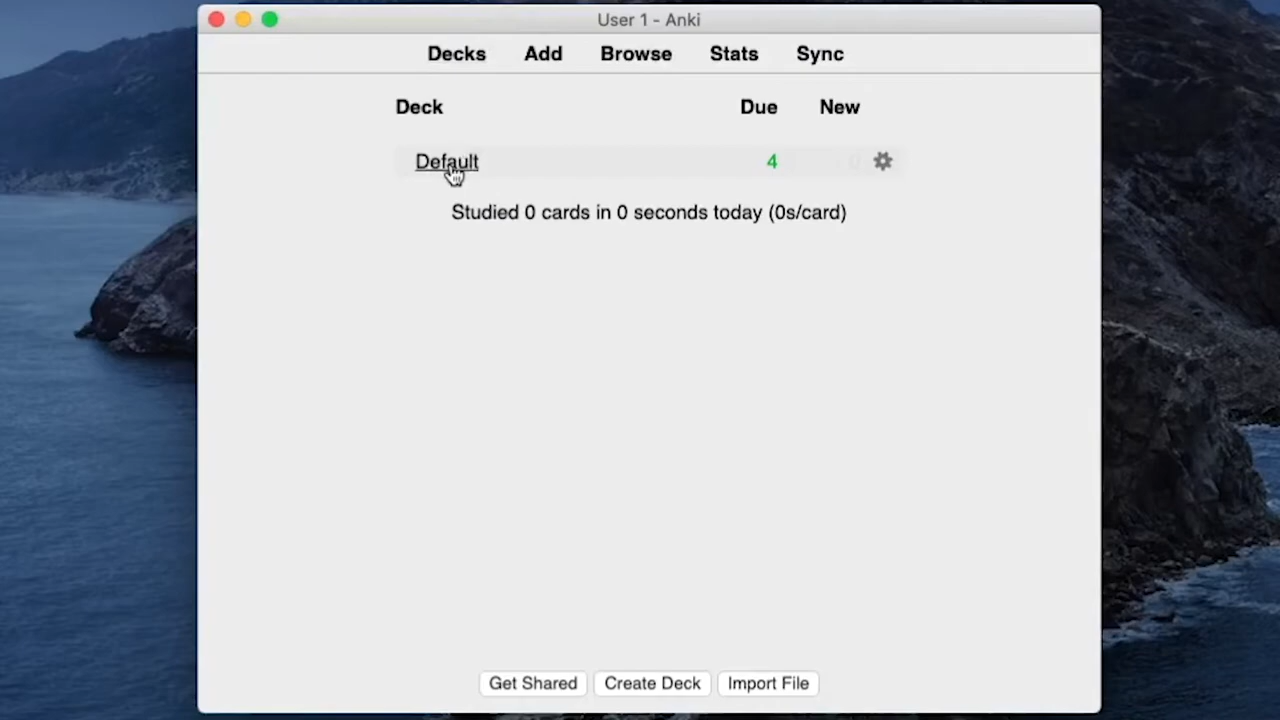 User 1 - Anki
Decks Add Browse Stats Sync
Deck Due New
Default 4 0
Studied 0 cards in 0 seconds today (0s/card)
Get Shared Create Deck Import File